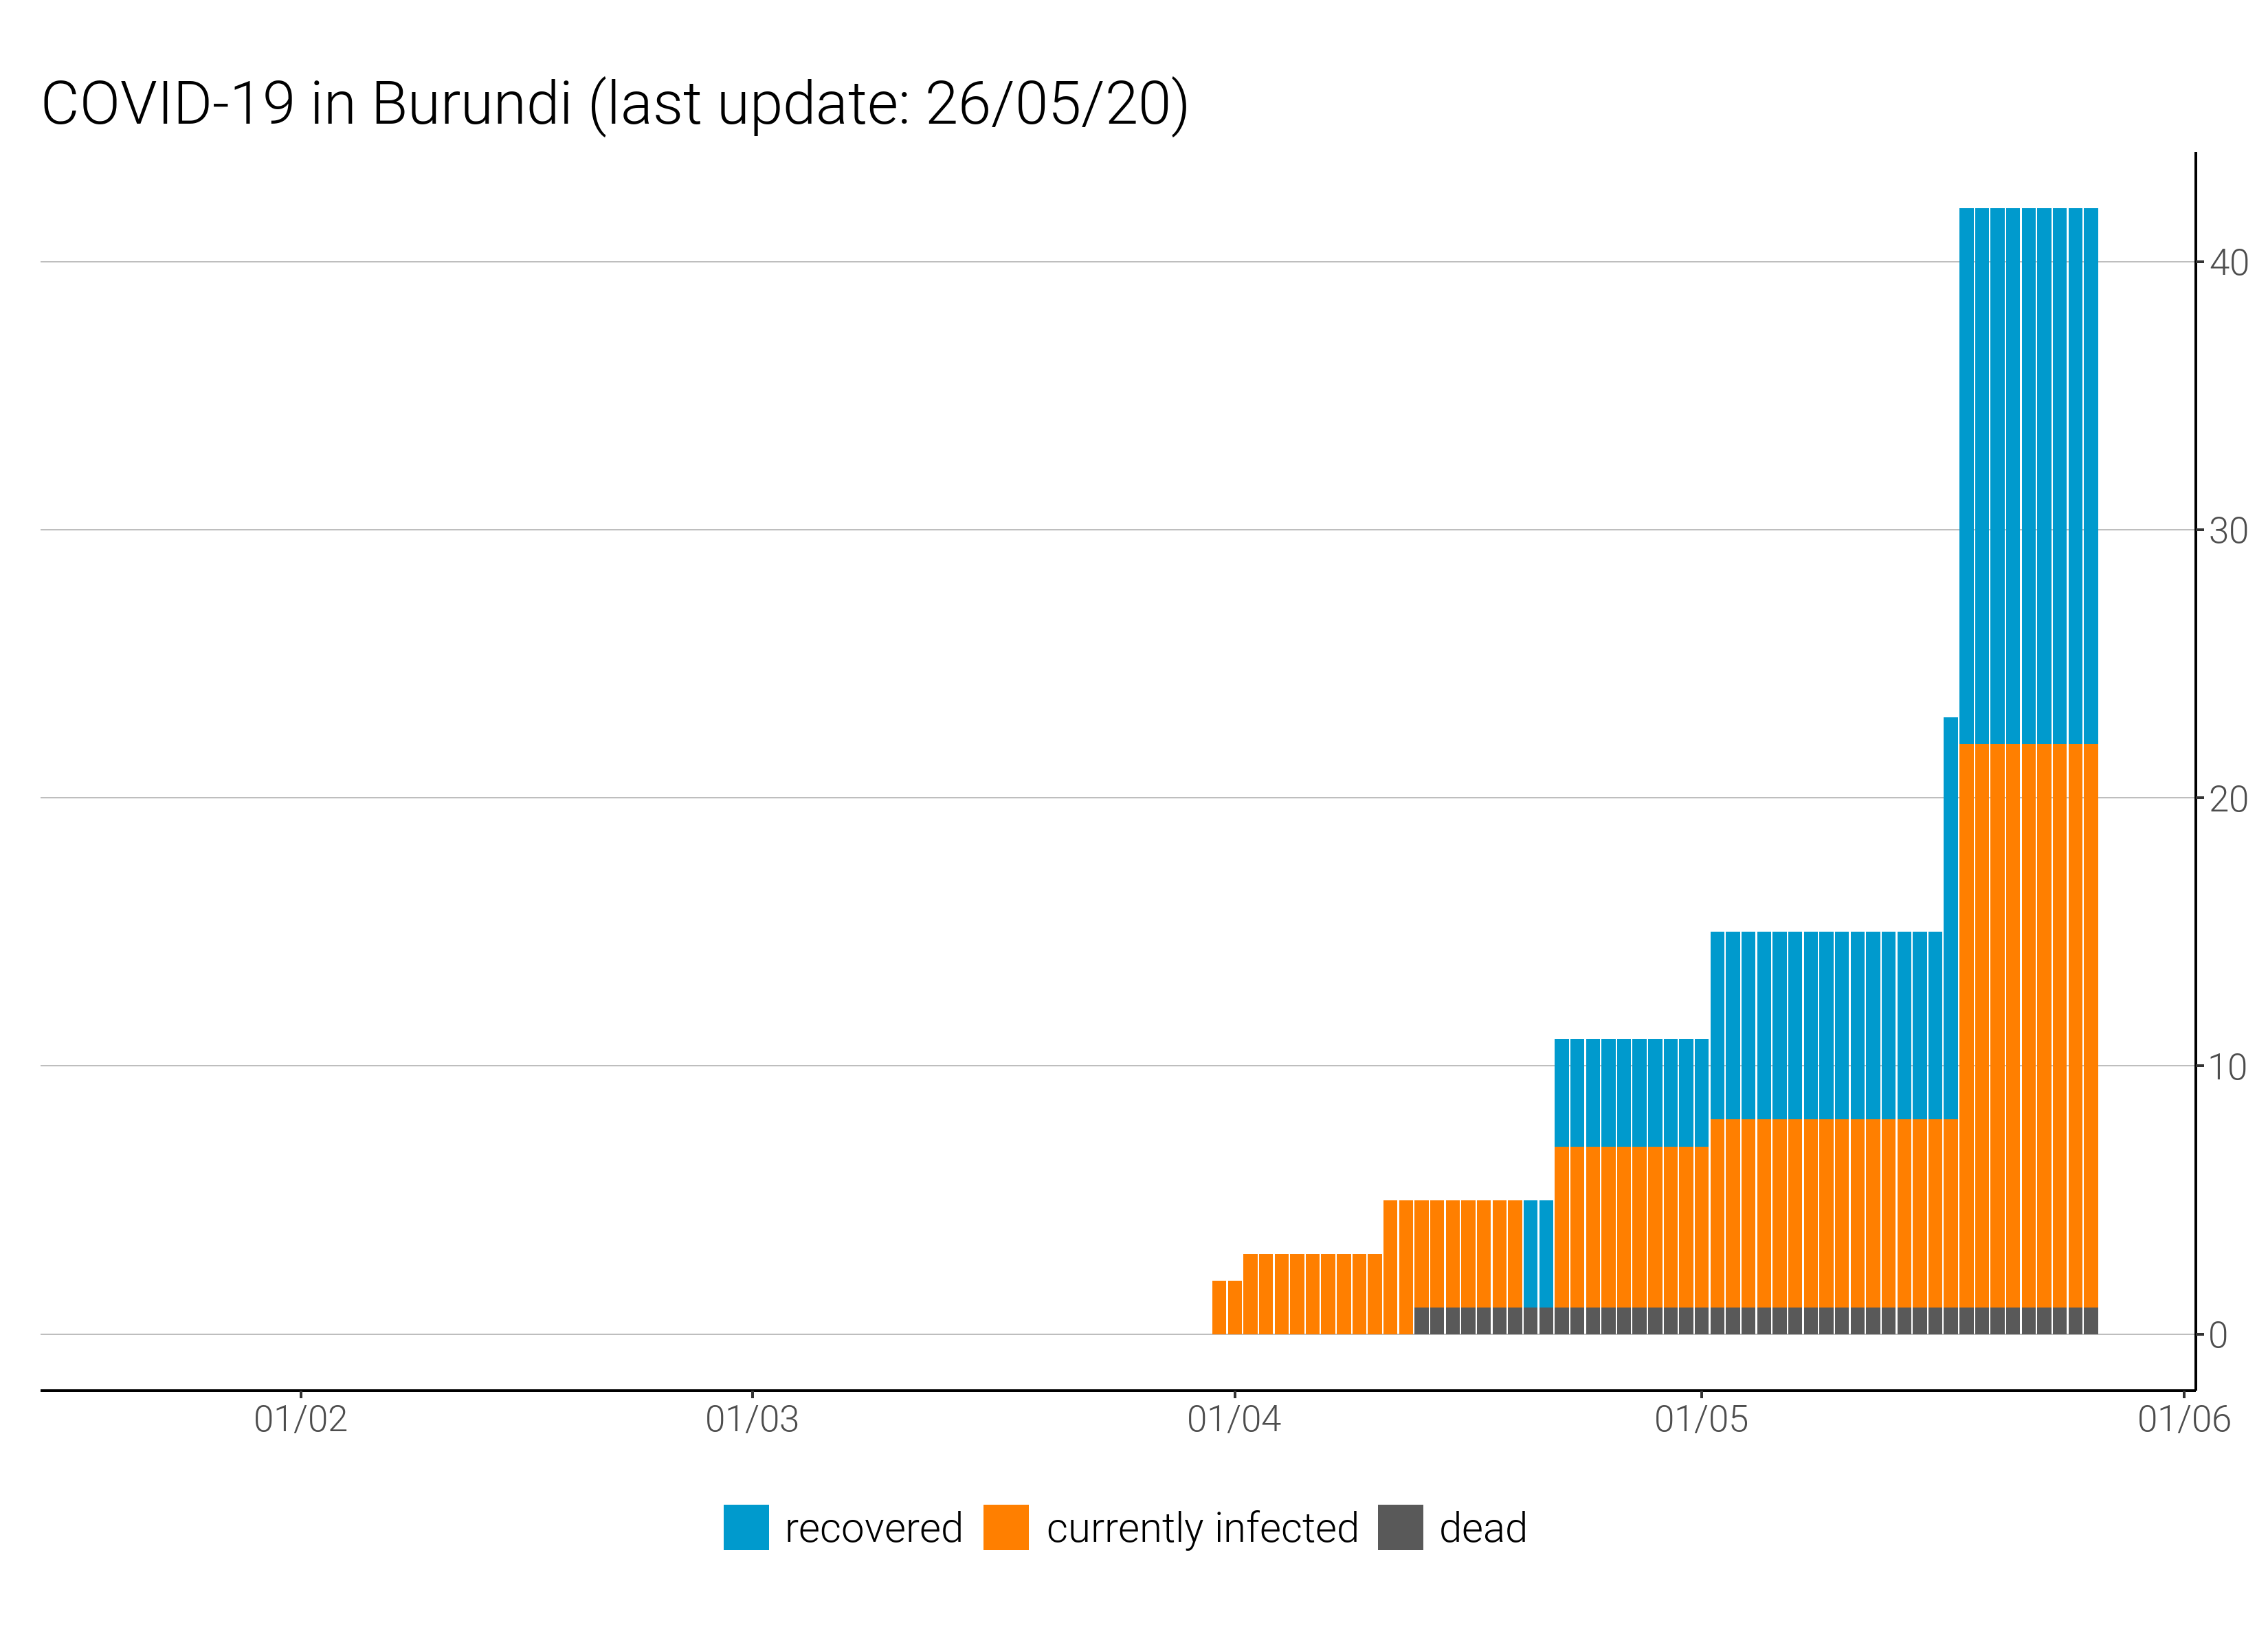 COVID-19 in Burundi (last update: 26/05/20)
40
30
20
10
0
01/02 01/03 01/04 01/05 01/06
recovered currently infected dead